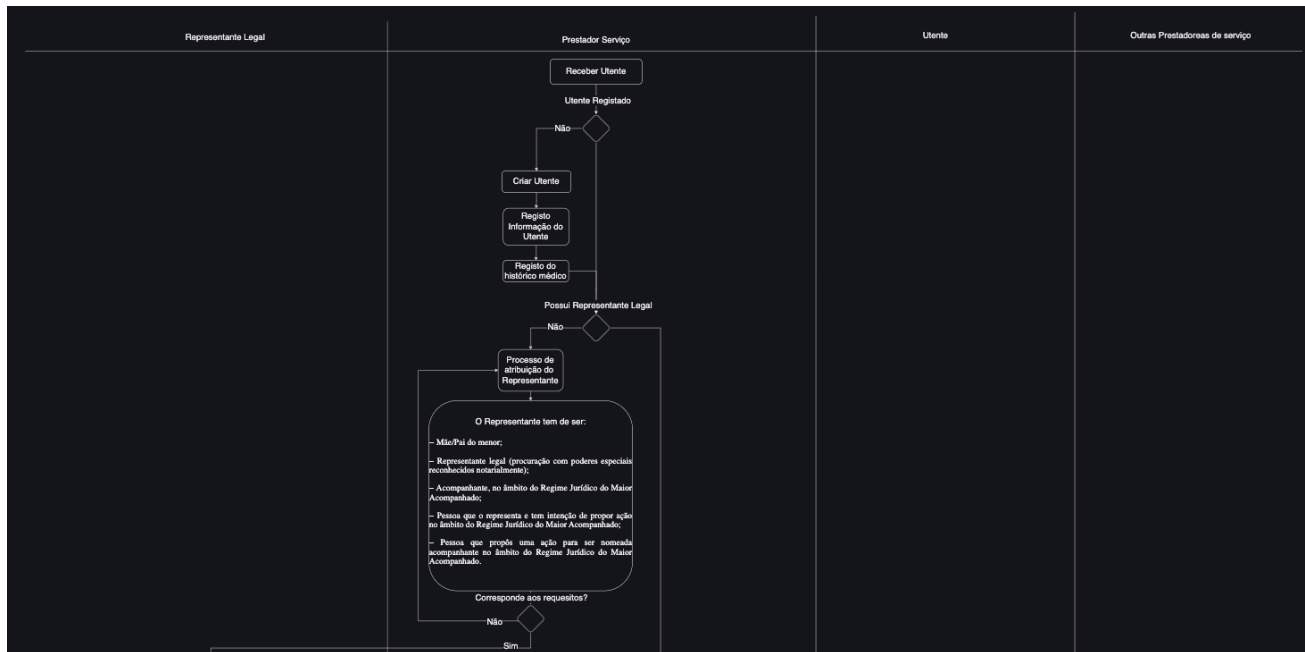 Representante Legal
Prestador Serviço
Utente
Outras Prestadoreas de serviço
Receber Utente
Utente Registado
Não
Criar Utente
Registo
Informação do
Utente
Registo do
histórico médico
Possui Representante Legal
Não
Processo de
atribuição do
Representante
O Representante tem de ser:
– Mãe/Pai do menor;
– Representante legal (procuração com poderes especiais
reconhecidos notarialmente);
– Acompanhante, no âmbito do Regime Jurídico do Maior
Acompanhado;
– Pessoa que o representa e tem intenção de propor ação
no âmbito do Regime Jurídico do Maior Acompanhado;
– Pessoa que propôs uma ação para ser nomeada
acompanhante no âmbito do Regime Jurídico do Maior
Acompanhado.
Corresponde aos requesitos?
Não
Sim